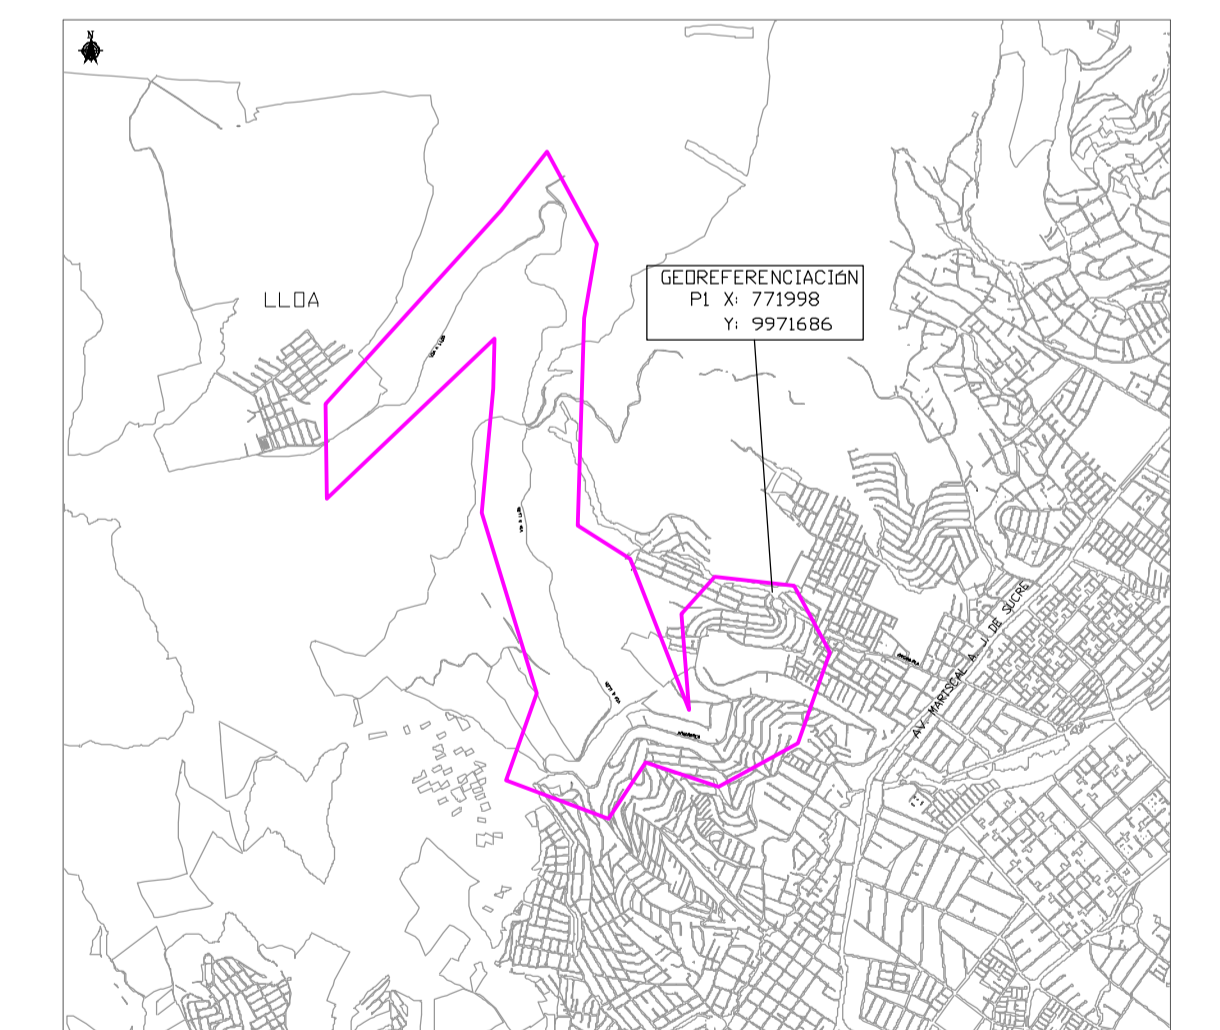 N
GEOREFERENCIACIÓN
P1 X: 771998
Y: 9971686
LLOA
AV. MARISCAL A. J. DE SUCRE